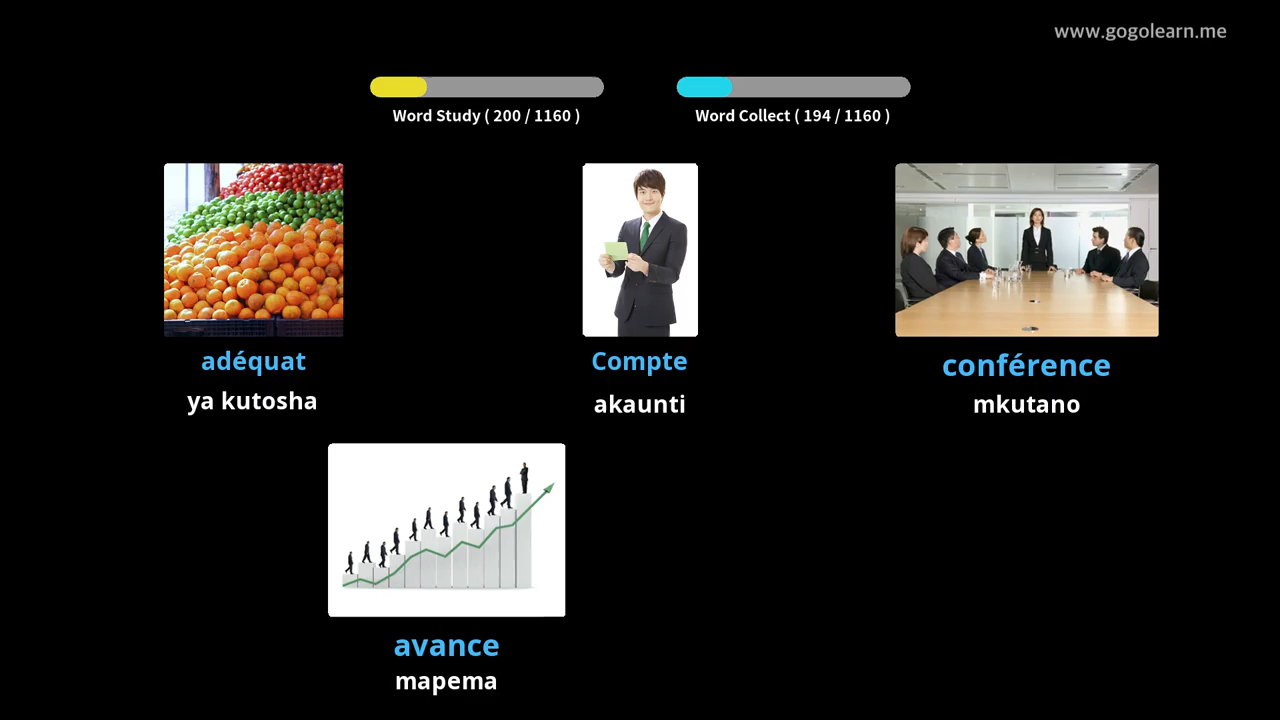 www.gogolearn.me
Word Study ( 200 / 1160 )
Word Collect ( 194 / 1160 )
adéquat
ya kutosha
Compte
akaunti
conférence
mkutano
avance
mapema